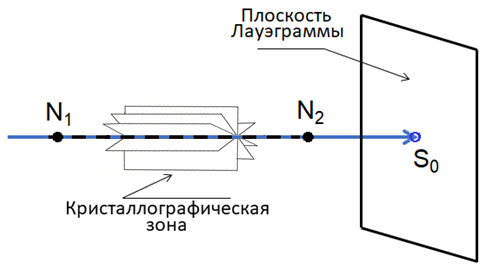 Плоскость
Лауэграммы
N1
N2
S0
Кристаллографическая
зона